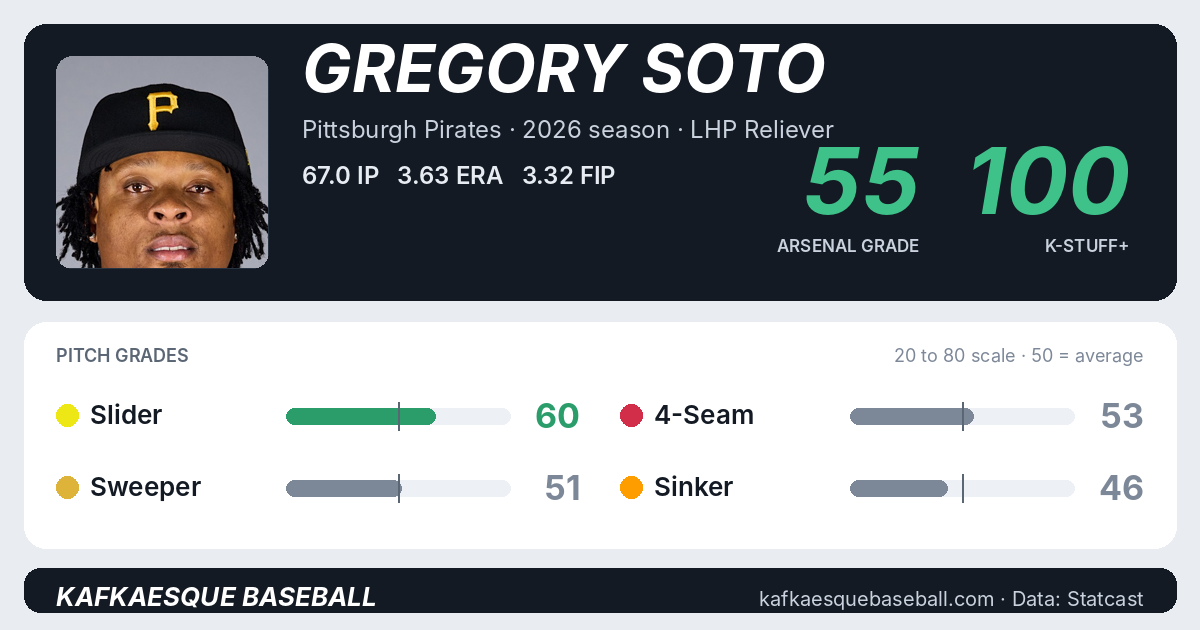 P
GREGORY SOTO
Pittsburgh Pirates · 2026 season · LHP Reliever
67.0 IP 3.63 ERA 3.32 FIP
55 100
ARSENAL GRADE K-STUFF+
PITCH GRADES 20 to 80 scale · 50 = average
Slider 60 4-Seam 53
Sweeper 51 Sinker 46
KAFKAESQUE BASEBALL kafkaesquebaseball.com · Data: Statcast